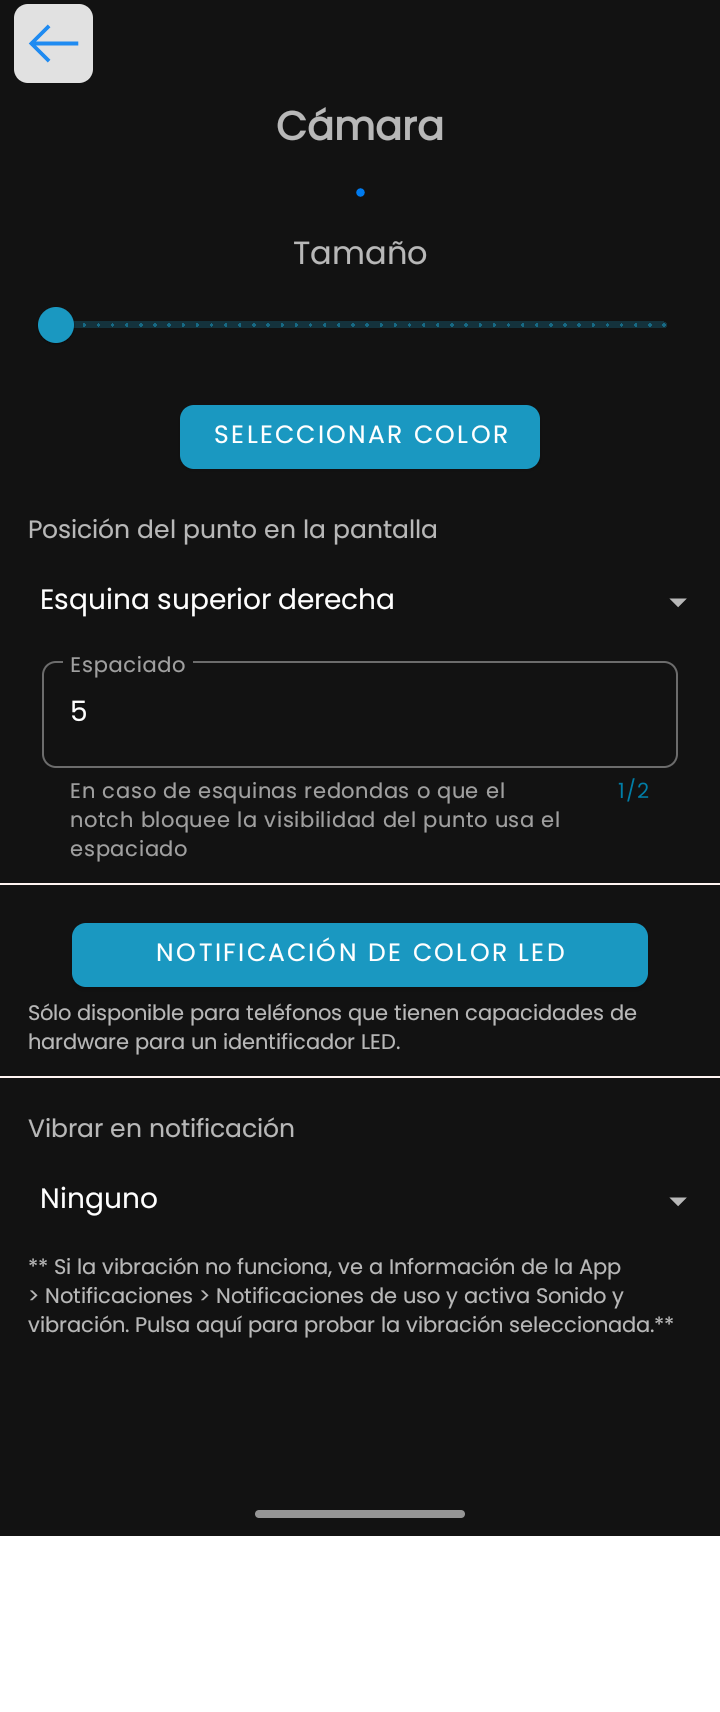 Cámara
Tamaño
SELECCIONAR COLOR
Posición del punto en la pantalla
Esquina superior derecha
Espaciado
5
En caso de esquinas redondas o que el
1/2
notch bloquee la visibilidad del punto usa el
espaciado
NOTIFICACIÓN DE COLOR LED
Sólo disponible para teléfonos que tienen capacidades de
hardware para un identificador LED.
Vibrar en notificación
Ninguno
** Si la vibración no funciona, ve a Información de la App
> Notificaciones > Notificaciones de uso y activa Sonido y
vibración. Pulsa aquí para probar la vibración seleccionada.**